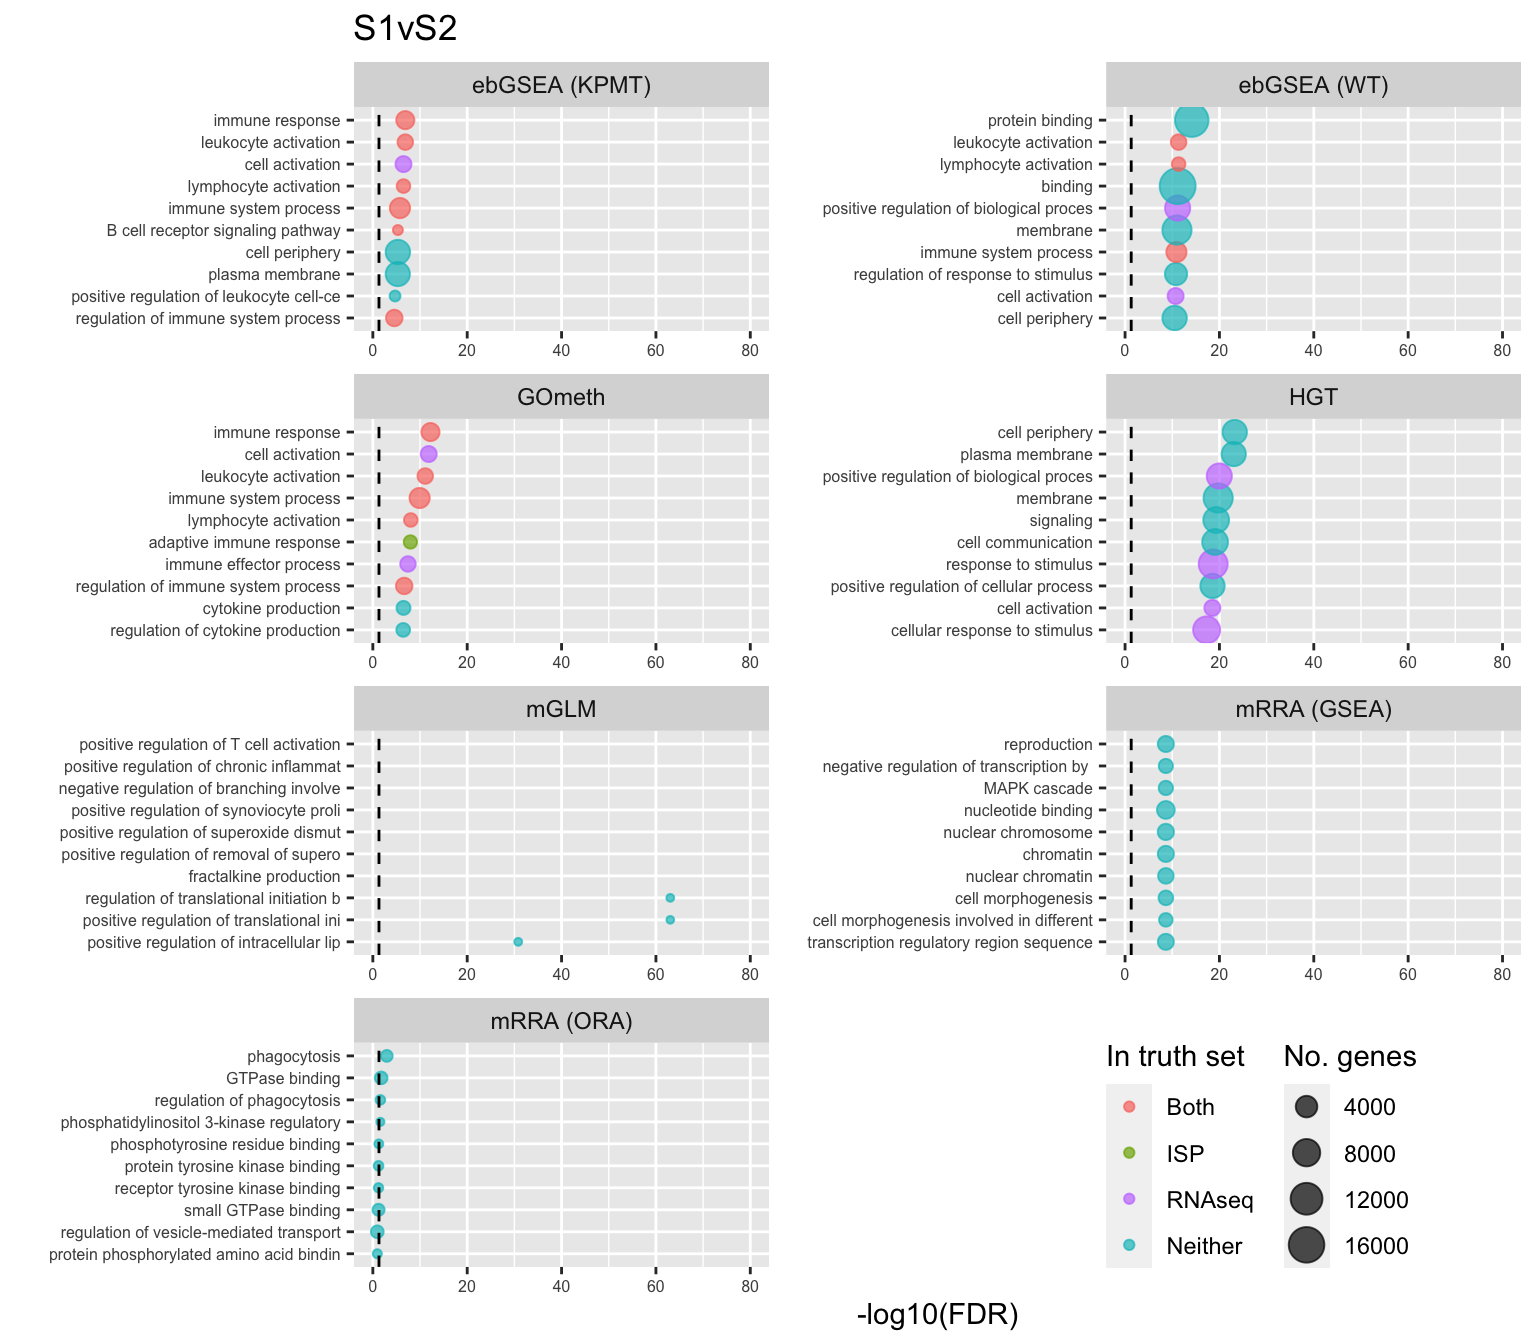 S1vS2
ebGSEA (KPMT)
immune response
leukocyte activation
cell activation
lymphocyte activation
immune system process
B cell receptor signaling pathway
cell periphery
plasma membrane
positive regulation of leukocyte cell-ce
regulation of immune system process
0 20 40 60 80
ebGSEA (WT)
protein binding
leukocyte activation
lymphocyte activation
binding
positive regulation of biological proces
membrane
immune system process
regulation of response to stimulus
cell activation
cell periphery
0 20 40 60 80
GOmeth
immune response
cell activation
leukocyte activation
immune system process
lymphocyte activation
adaptive immune response
immune effector process
regulation of immune system process
cytokine production
regulation of cytokine production
0 20 40 60 80
HGT
cell periphery
plasma membrane
positive regulation of biological proces
membrane
signaling
cell communication
response to stimulus
positive regulation of cellular process
cell activation
cellular response to stimulus
0 20 40 60 80
mGLM
positive regulation of T cell activation
positive regulation of chronic inflammat
negative regulation of branching involve
positive regulation of synoviocyte proli
positive regulation of superoxide dismut
positive regulation of removal of supero
fractalkine production
regulation of translational initiation b
positive regulation of translational ini
positive regulation of intracellular lip
0 20 40 60 80
mRRA (GSEA)
reproduction
negative regulation of transcription by
MAPK cascade
nucleotide binding
nuclear chromosome
chromatin
nuclear chromatin
cell morphogenesis
cell morphogenesis involved in different
transcription regulatory region sequence
0 20 40 60 80
mRRA (ORA)
phagocytosis
GTPase binding
regulation of phagocytosis
phosphatidylinositol 3-kinase regulatory
phosphotyrosine residue binding
protein tyrosine kinase binding
receptor tyrosine kinase binding
small GTPase binding
regulation of vesicle-mediated transport
protein phosphorylated amino acid bindin
0 20 40 60 80
In truth set
Both
ISP
RNAseq
Neither
No. genes
4000
8000
12000
16000
-log10(FDR)